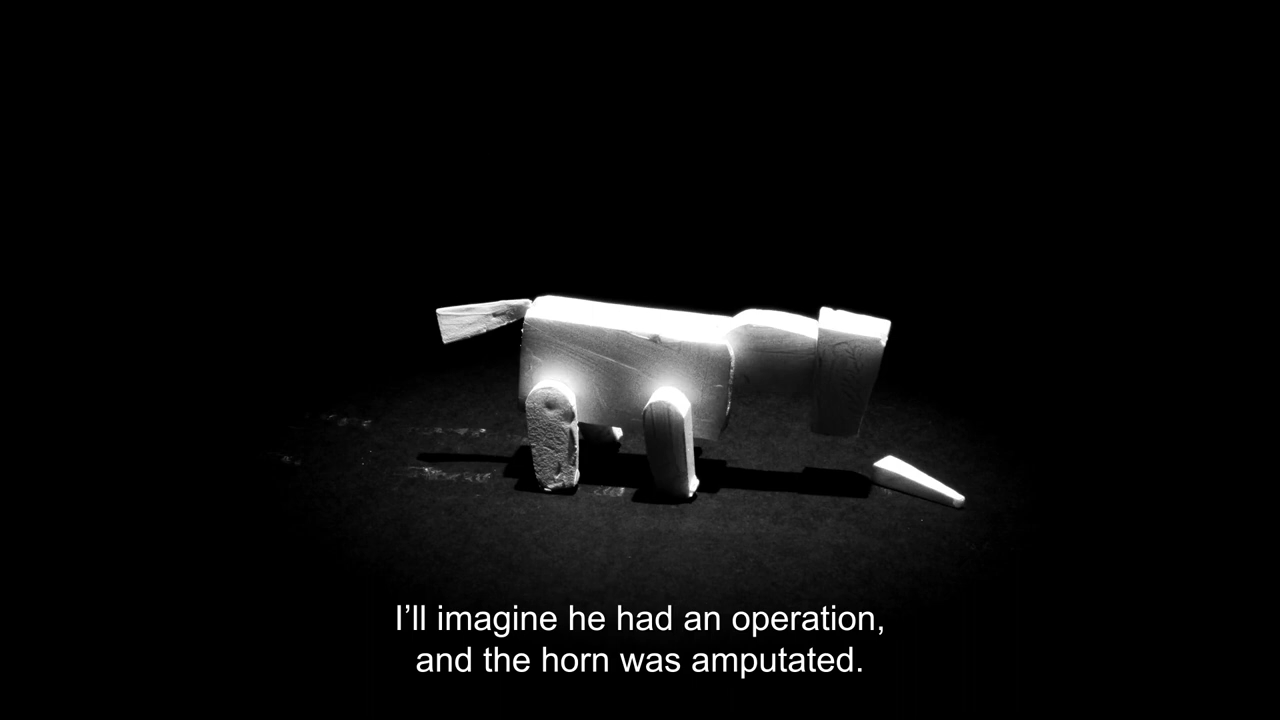 I’ll imagine he had an operation,
and the horn was amputated.